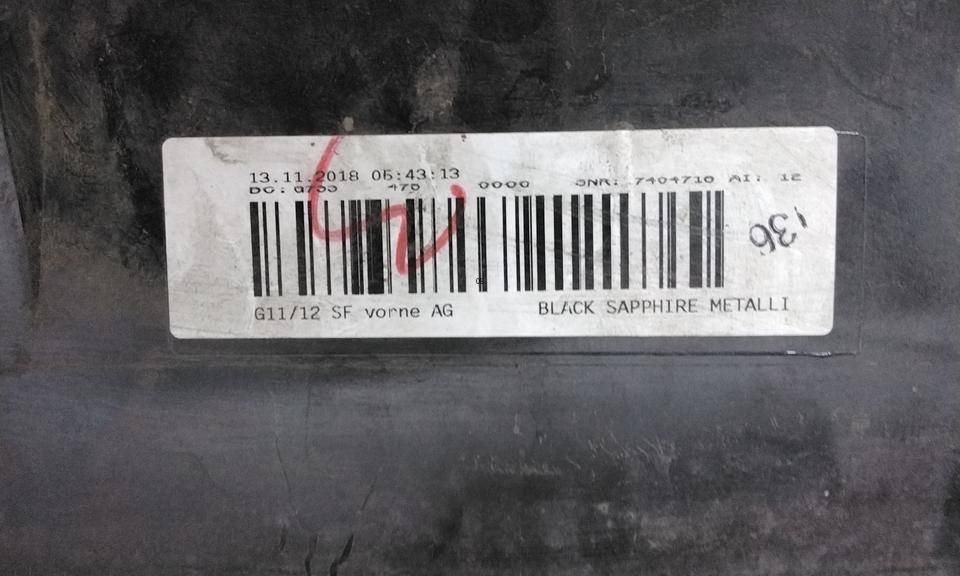 13.11.2018 05:43:13
475 0000 SNR: 7404710 AI: 12
136
G11/12 SF vorne AG
BLACK SAPPHIRE METALLI